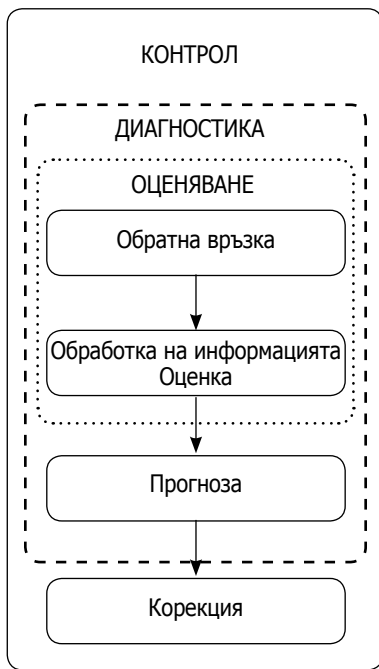 КОНТРОЛ
ДИАГНОСТИКА
ОЦЕНЯВАНЕ
Обратна връзка
Обработка на информацията
Оценка
Прогноза
Корекция